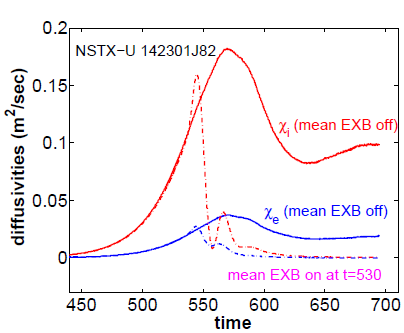 0.2
NSTX−U 142301J82
0.15
χi (mean EXB off)
0.1
diffusivities (m2/sec)
0.05
χe (mean EXB off)
0
mean EXB on at t=530
450 500 550 600 650 700
time